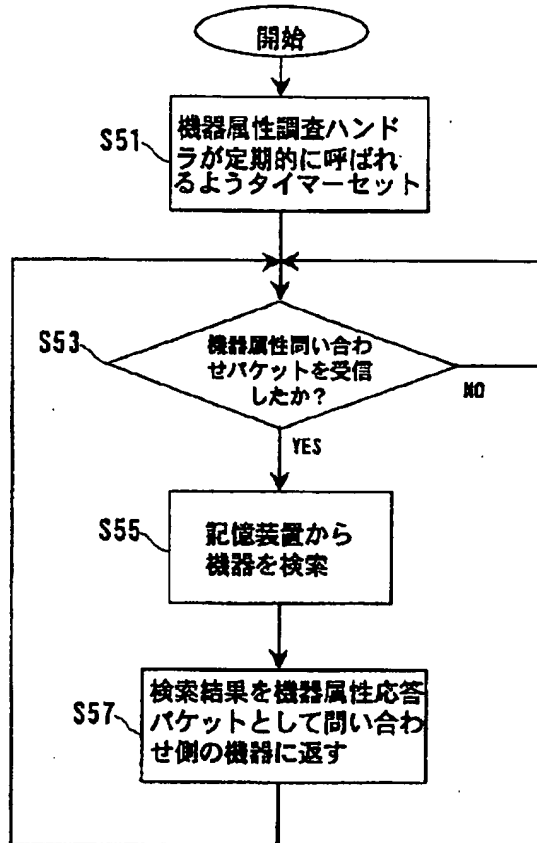 開始
S51
機器属性調査ハンド
ラが定期的に呼ばれ
るようタイマーセット
S53
機器属性問い合わ
せパケットを受信
したか？
NO
YES
S55
記憶装置から
機器を検索
S57
検索結果を機器属性応答
パケットとして問い合わ
せ側の機器に返す